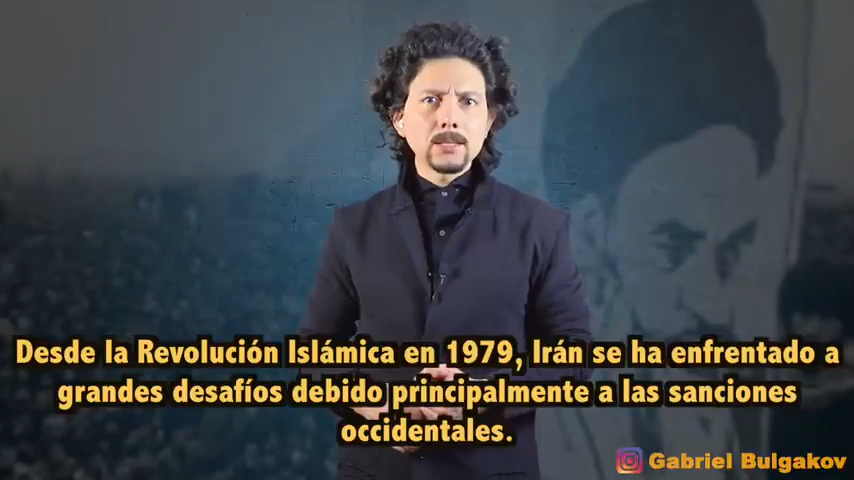 Desde la Revolución Islámica en 1979, Irán se ha enfrentado a
grandes desafíos debido principalmente a las sanciones
occidentales.
Gabriel Bulgakov